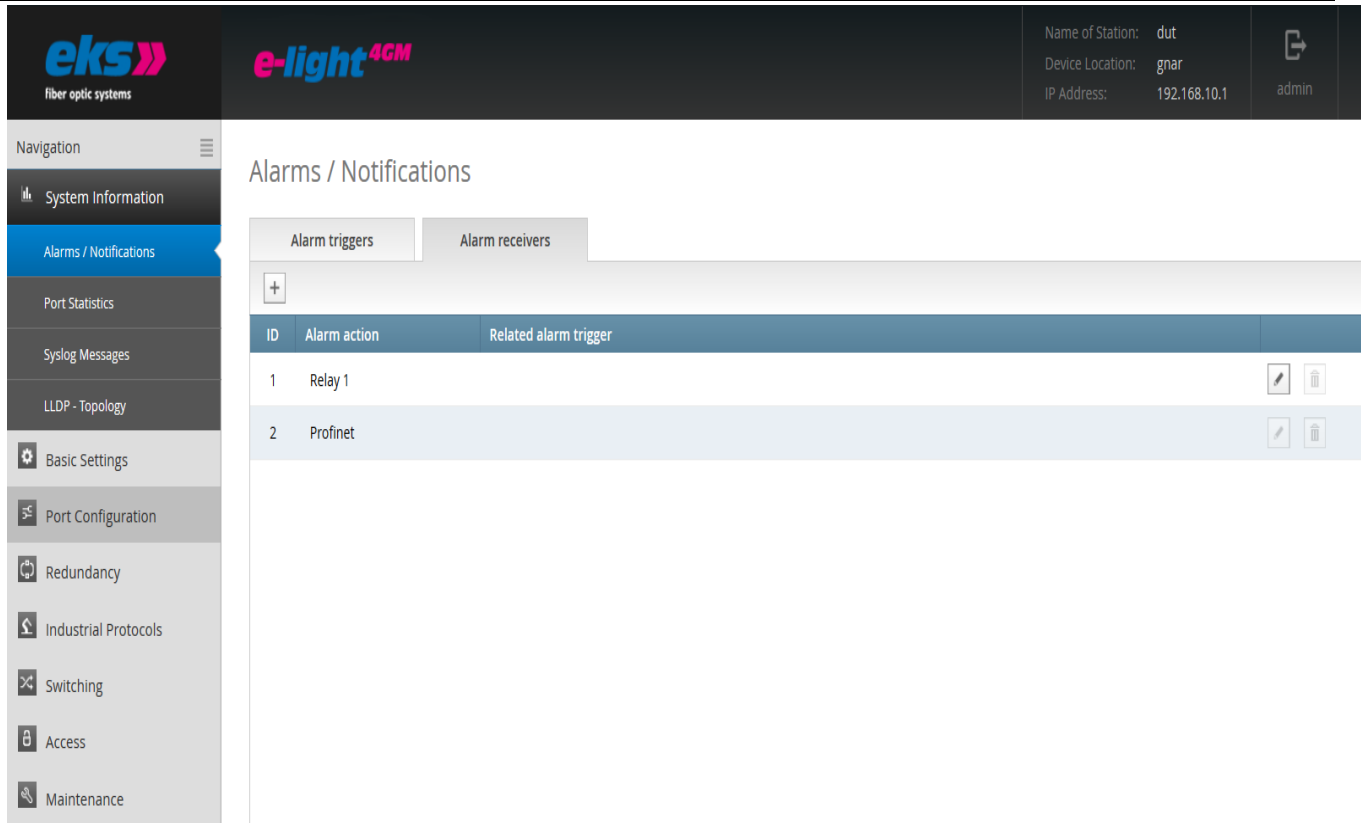 eks
fiber optic systems
e-light4GM
Name of Station: dut
Device Location: gnar
IP Address: 192.168.10.1
admin
Navigation
System Information
Alarms / Notifications
Port Statistics
Syslog Messages
LLDP - Topology
Basic Settings
Port Configuration
Redundancy
Industrial Protocols
Switching
Access
Maintenance
Alarms / Notifications
Alarm triggers Alarm receivers
+
ID Alarm action Related alarm trigger
1 Relay 1
2 Profinet